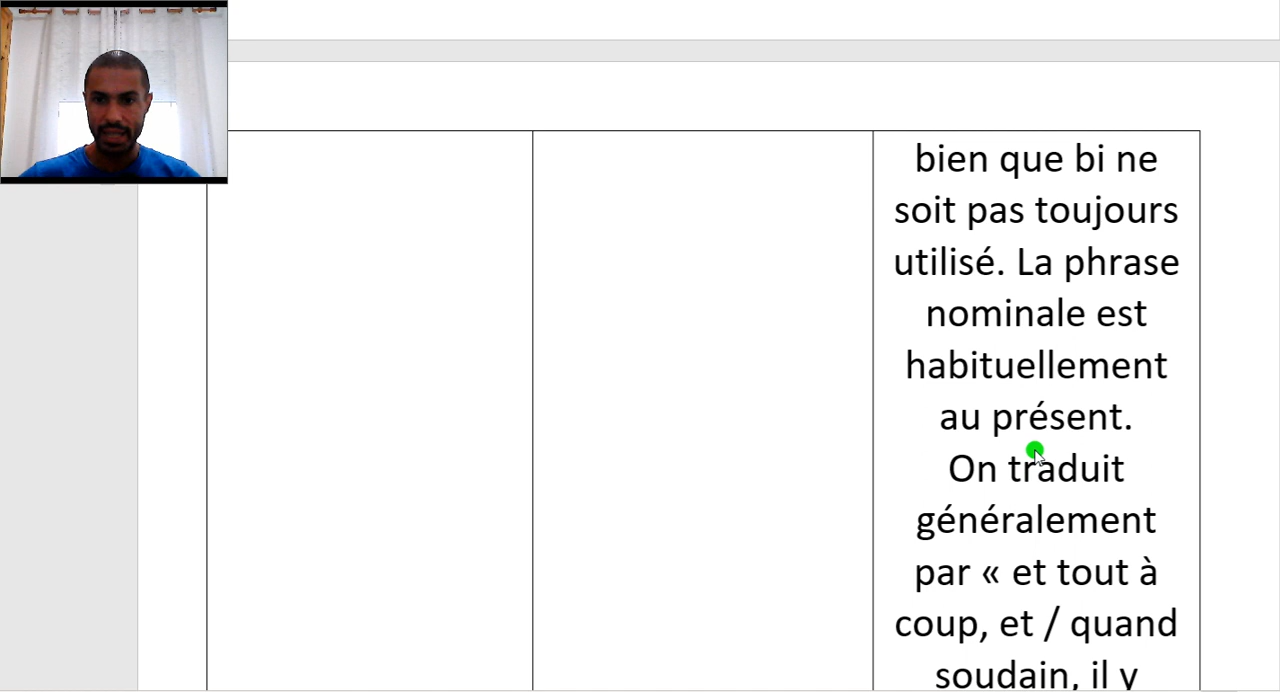 bien que bi ne
soit pas toujours
utilisé. La phrase
nominale est
habituellement
au présent.
On traduit
généralement
par « et tout à
coup, et / quand
soudain, il y